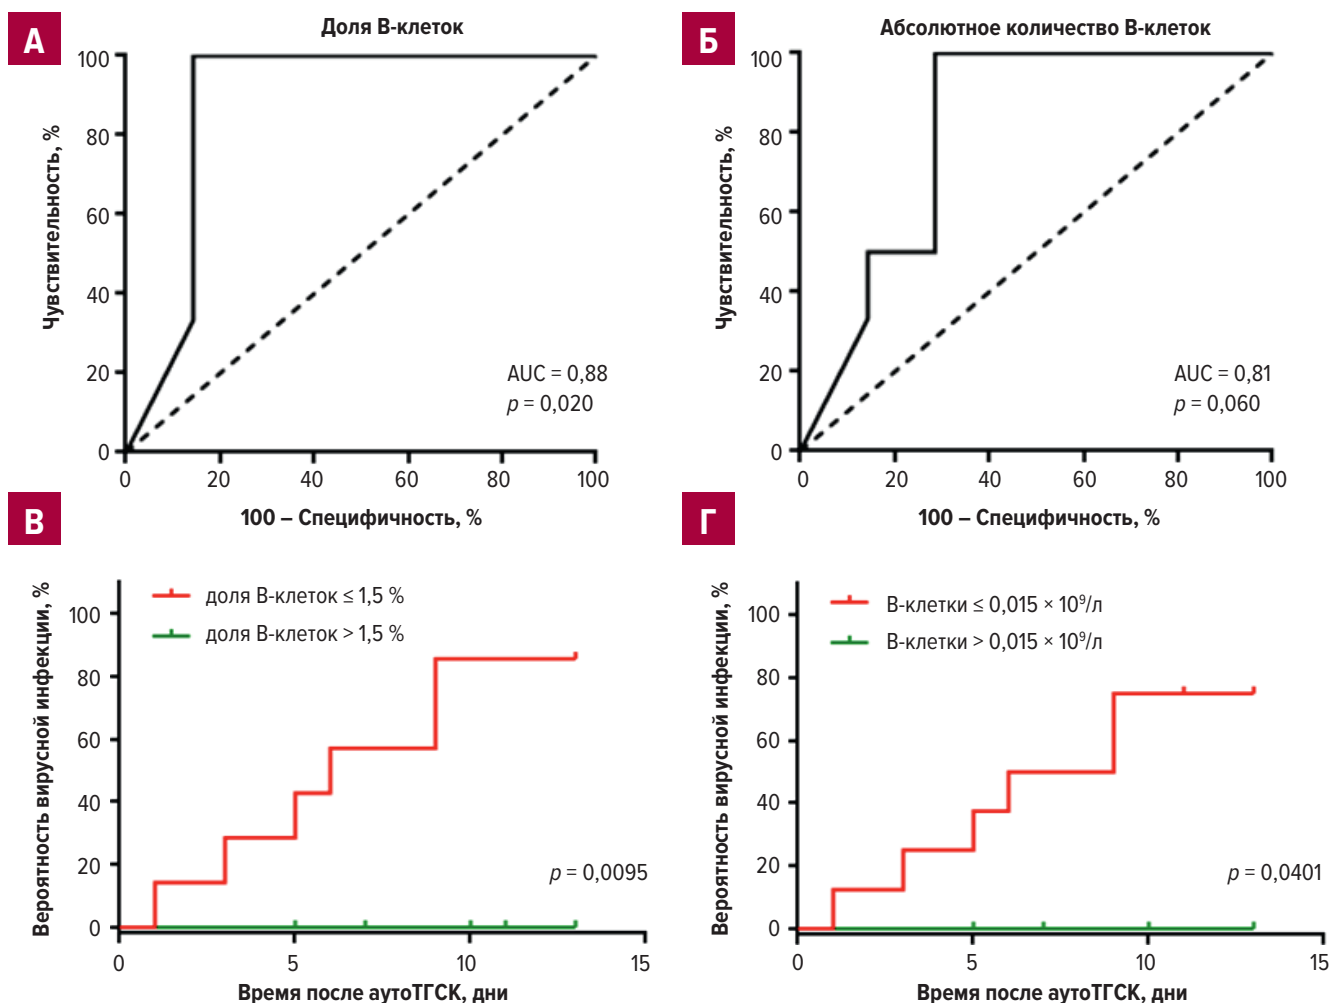 А
Доля В-клеток
Чувствительность, %
100
80
60
40
20
0
AUC = 0,88
p = 0,020
0 20 40 60 80 100
100 – Специфичность, %
Б
Абсолютное количество В-клеток
Чувствительность, %
100
80
60
40
20
0
AUC = 0,81
p = 0,060
0 20 40 60 80 100
100 – Специфичность, %
В
Вероятность вирусной инфекции, %
доля В-клеток ≤ 1,5 %
доля В-клеток > 1,5 %
100
80
60
40
20
0
p = 0,0095
0 5 10 15
Время после аутоТГСК, дни
Г
Вероятность вирусной инфекции, %
В-клетки ≤ 0,015 × 10⁹/л
В-клетки > 0,015 × 10⁹/л
100
80
60
40
20
0
p = 0,0401
0 5 10 15
Время после аутоТГСК, дни